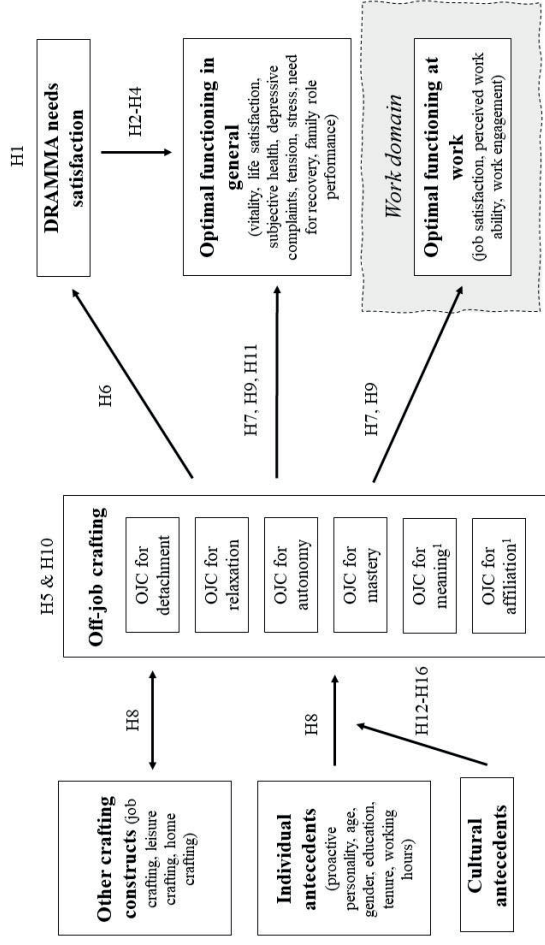 H5 & H10
H1
Other crafting
constructs (job
crafting, leisure
crafting, home
crafting)
H8
Individual
antecedents
(proactive
personality, age,
gender, education,
tenure, working
hours)
H8
Cultural
antecedents
H12-H16
Off-job crafting
OJC for
detachment
OJC for
relaxation
OJC for
autonomy
OJC for
mastery
OJC for
meaning¹
OJC for
affiliation¹
H6
H7, H9, H11
H7, H9
DRAMMA needs
satisfaction
H2-H4
Optimal functioning in
general
(vitality, life satisfaction,
subjective health, depressive
complaints, tension, stress, need
for recovery, family role
performance)
Work domain
Optimal functioning at
work
(job satisfaction, perceived work
ability, work engagement)